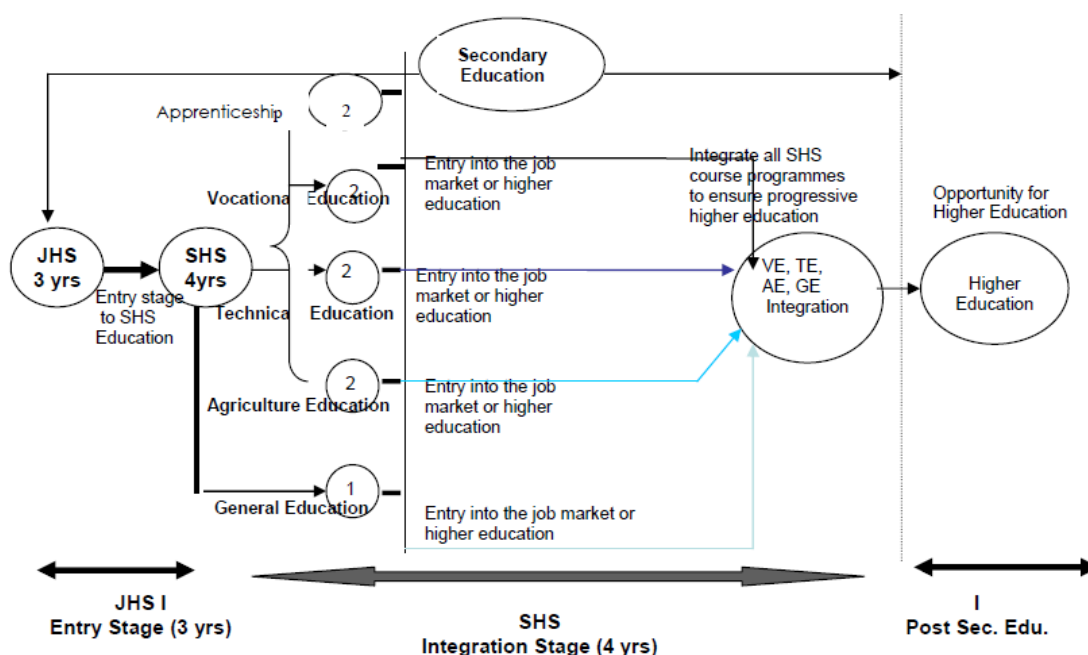 Secondary
Education
Apprenticeship
2
Entry into the job
market or higher
education
Integrate all SHS
course programmes
to ensure progressive
higher education
Opportunity for
Higher Education
2
Vocationa Education
JHS
3 yrs
SHS
4yrs
Entry stage
to SHS
Education
2
Technica Education
Entry into the job
market or higher
education
VE, TE,
AE, GE
Integration
Higher
Education
2
Agriculture Education
Entry into the job
market or higher
education
1
General Education
Entry into the job market or
higher education
JHS I
Entry Stage (3 yrs)
SHS
Integration Stage (4 yrs)
I
Post Sec. Edu.